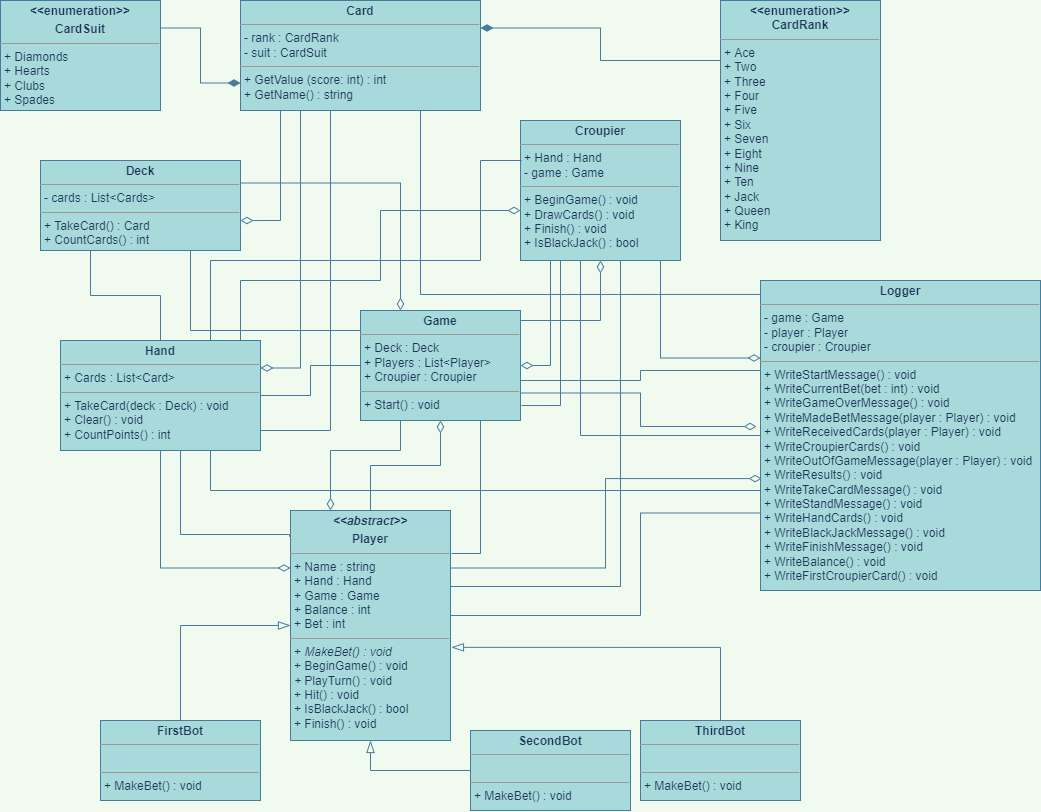 <<enumeration>>
CardSuit
+ Diamonds
+ Hearts
+ Clubs
+ Spades
Card
- rank : CardRank
- suit : CardSuit
+ GetValue (score: int) : int
+ GetName() : string
<<enumeration>>
CardRank
+ Ace
+ Two
+ Three
+ Four
+ Five
+ Six
+ Seven
+ Eight
+ Nine
+ Ten
+ Jack
+ Queen
+ King
Croupier
+ Hand : Hand
- game : Game
+ BeginGame() : void
+ DrawCards() : void
+ Finish() : void
+ IsBlackJack() : bool
Deck
- cards : List<Cards>
+ TakeCard() : Card
+ CountCards() : int
Logger
- game : Game
- player : Player
- croupier : Croupier
+ WriteStartMessage() : void
+ WriteCurrentBet(bet : int) : void
+ WriteGameOverMessage() : void
+ WriteMadeBetMessage(player : Player) : void
+ WriteReceivedCards(player : Player) : void
+ WriteCroupierCards() : void
+ WriteOutOfGameMessage(player : Player) : void
+ WriteResults() : void
+ WriteTakeCardMessage() : void
+ WriteStandMessage() : void
+ WriteHandCards() : void
+ WriteBlackJackMessage() : void
+ WriteFinishMessage() : void
+ WriteBalance() : void
+ WriteFirstCroupierCard() : void
Game
+ Deck : Deck
+ Players : List<Player>
+ Croupier : Croupier
+ Start() : void
Hand
+ Cards : List<Card>
+ TakeCard(deck : Deck) : void
+ Clear() : void
+ CountPoints() : int
<<abstract>>
Player
+ Name : string
+ Hand : Hand
+ Game : Game
+ Balance : int
+ Bet : int
+ MakeBet() : void
+ BeginGame() : void
+ PlayTurn() : void
+ Hit() : void
+ IsBlackJack() : bool
+ Finish() : void
FirstBot
+ MakeBet() : void
SecondBot
+ MakeBet() : void
ThirdBot
+ MakeBet() : void